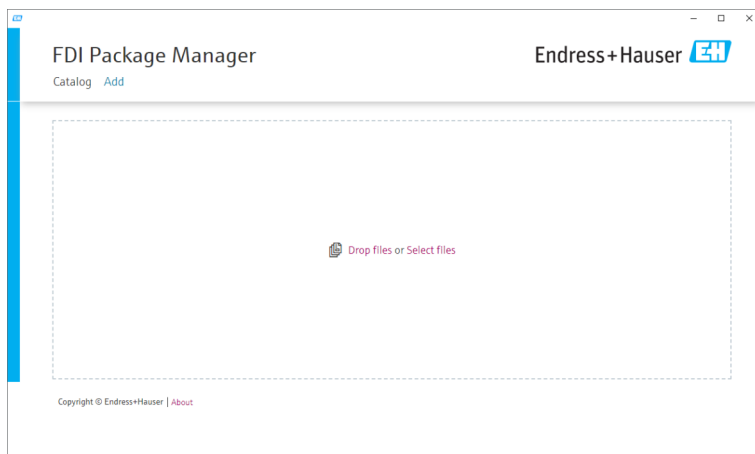 EH
FDI Package Manager
Endress+Hauser EH
Catalog Add
Drop files or Select files
Copyright © Endress+Hauser | About